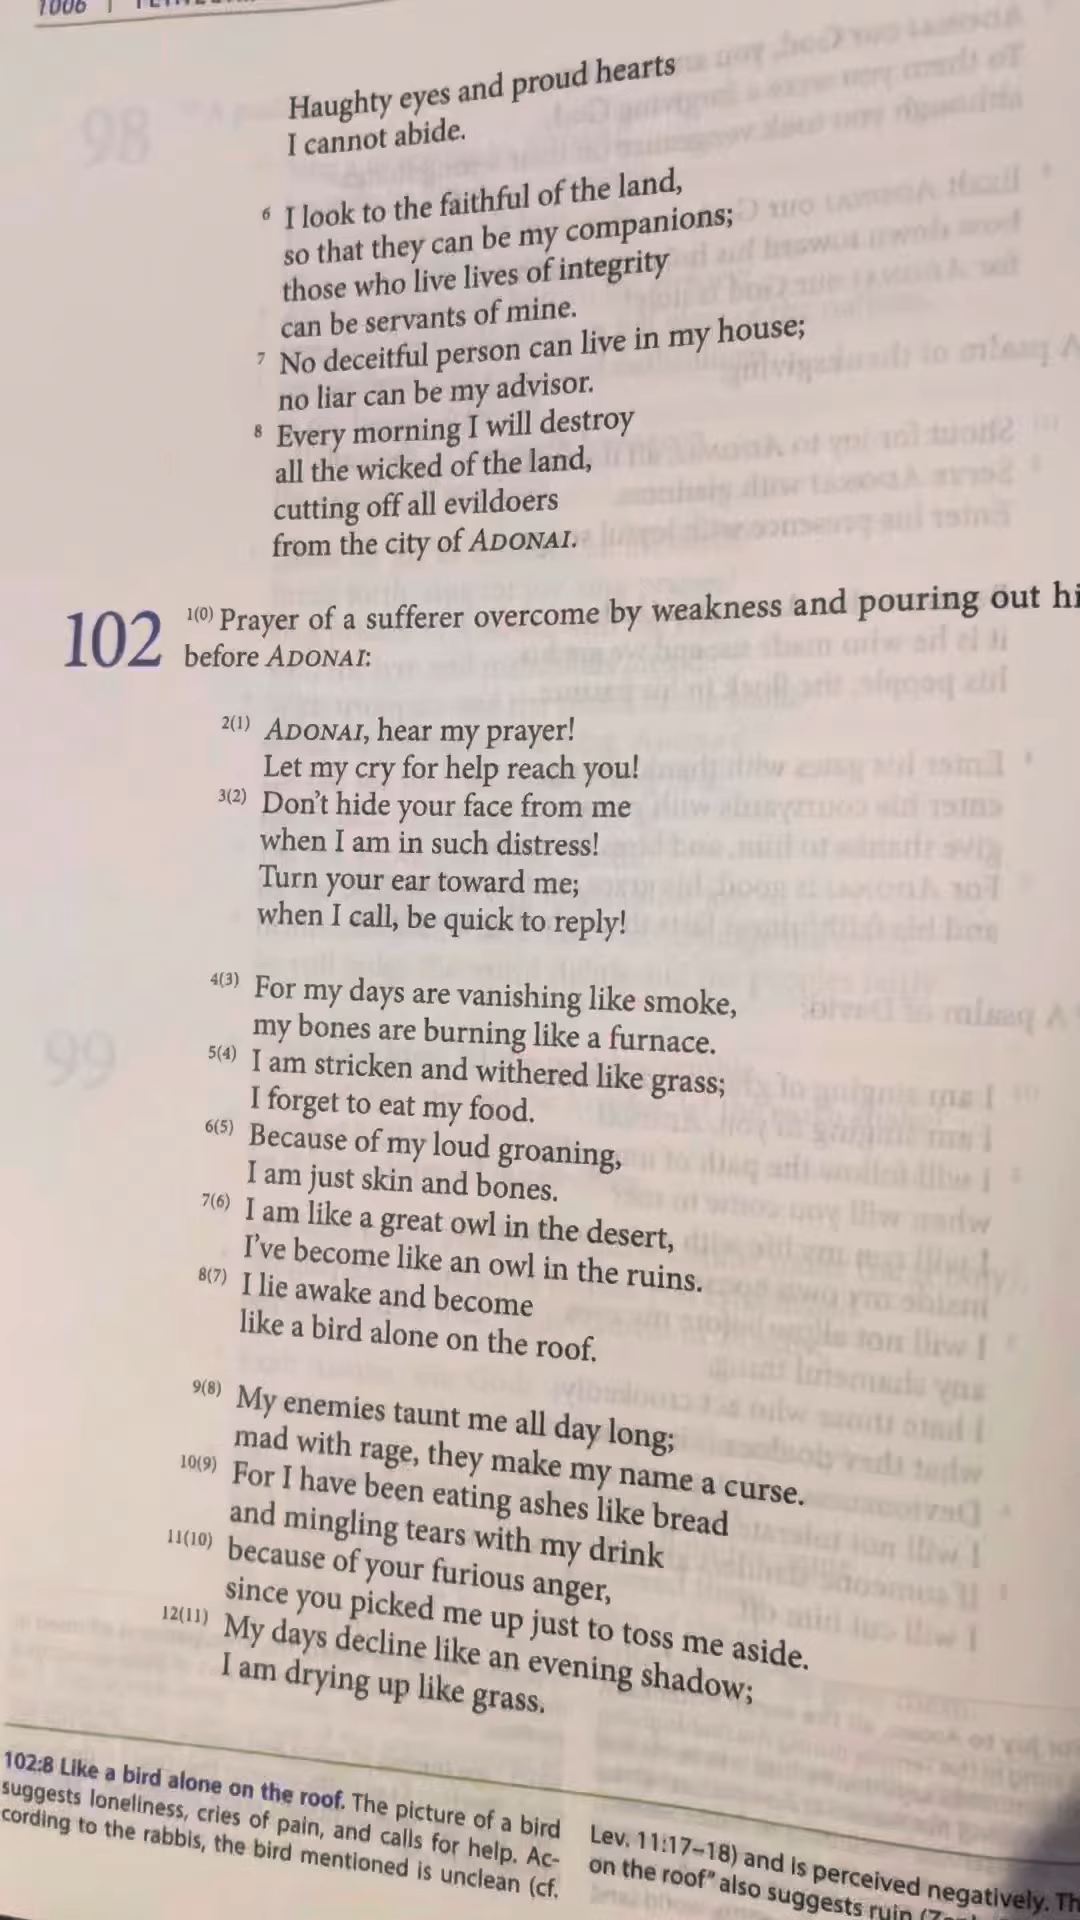 1006 |
Haughty eyes and proud hearts
I cannot abide.
6 I look to the faithful of the land,
so that they can be my companions;
those who live lives of integrity
can be servants of mine.
7 No deceitful person can live in my house;
no liar can be my advisor.
8 Every morning I will destroy
all the wicked of the land,
cutting off all evildoers
from the city of ADONAI.
102 1(0) Prayer of a sufferer overcome by weakness and pouring out hi
before ADONAI:
2(1) ADONAI, hear my prayer!
Let my cry for help reach you!
3(2) Don't hide your face from me
when I am in such distress!
Turn your ear toward me;
when I call, be quick to reply!
4(3) For my days are vanishing like smoke,
my bones are burning like a furnace.
5(4) I am stricken and withered like grass;
I forget to eat my food.
6(5) Because of my loud groaning,
I am just skin and bones.
7(6) I am like a great owl in the desert,
I've become like an owl in the ruins.
8(7) I lie awake and become
like a bird alone on the roof.
9(8) My enemies taunt me all day long;
mad with rage, they make my name a curse.
10(9) For I have been eating ashes like bread
and mingling tears with my drink
11(10) because of your furious anger,
since you picked me up just to toss me aside.
12(11) My days decline like an evening shadow;
I am drying up like grass.
102:8 Like a bird alone on the roof. The picture of a bird
suggests loneliness, cries of pain, and calls for help. Ac-
cording to the rabbis, the bird mentioned is unclean (cf.
Lev. 11:17–18) and is perceived negatively. Th
on the roof" also suggests ruin